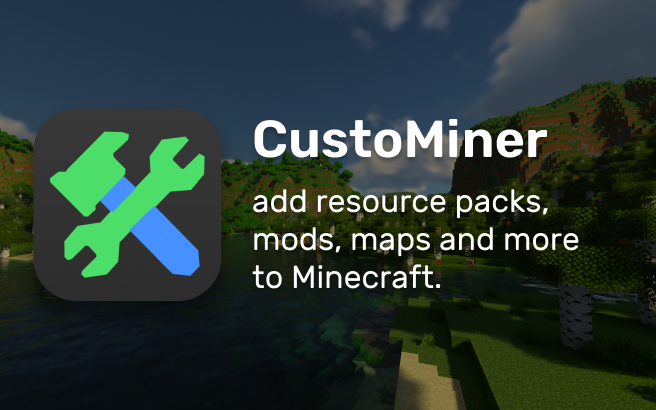 CustoMiner
add resource packs,
mods, maps and more
to Minecraft.